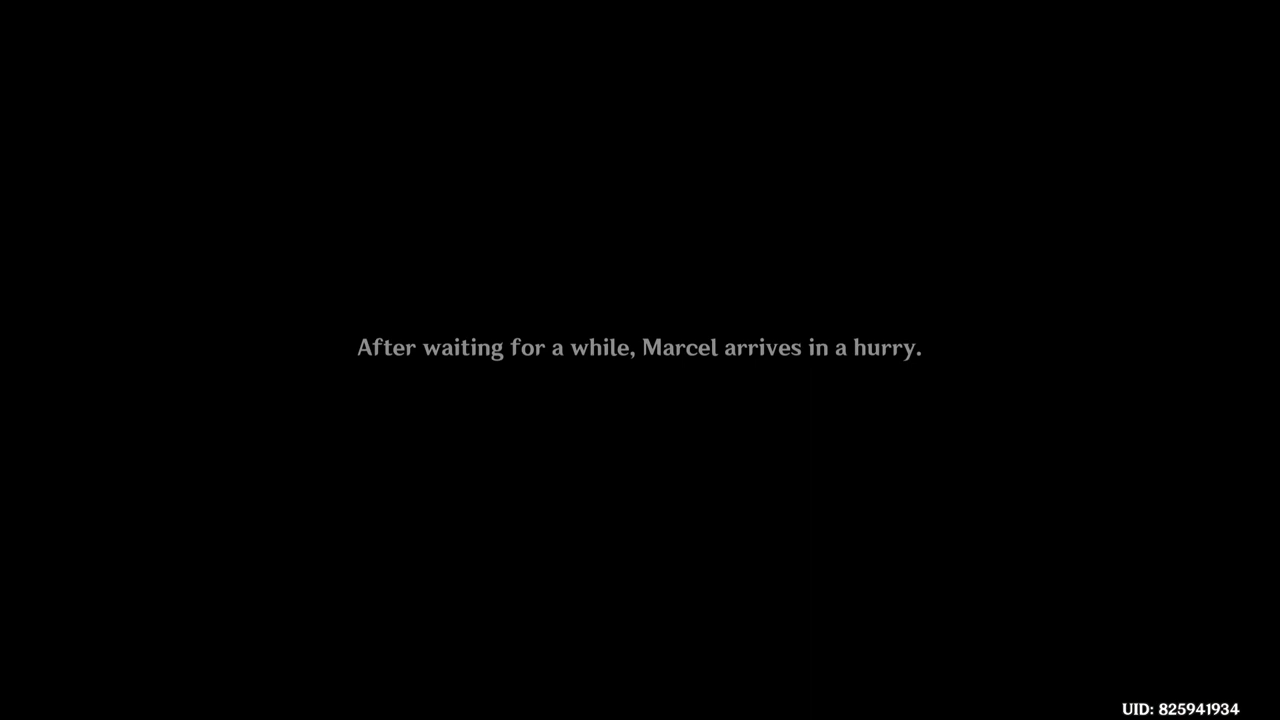 After waiting for a while, Marcel arrives in a hurry.
UID: 825941934